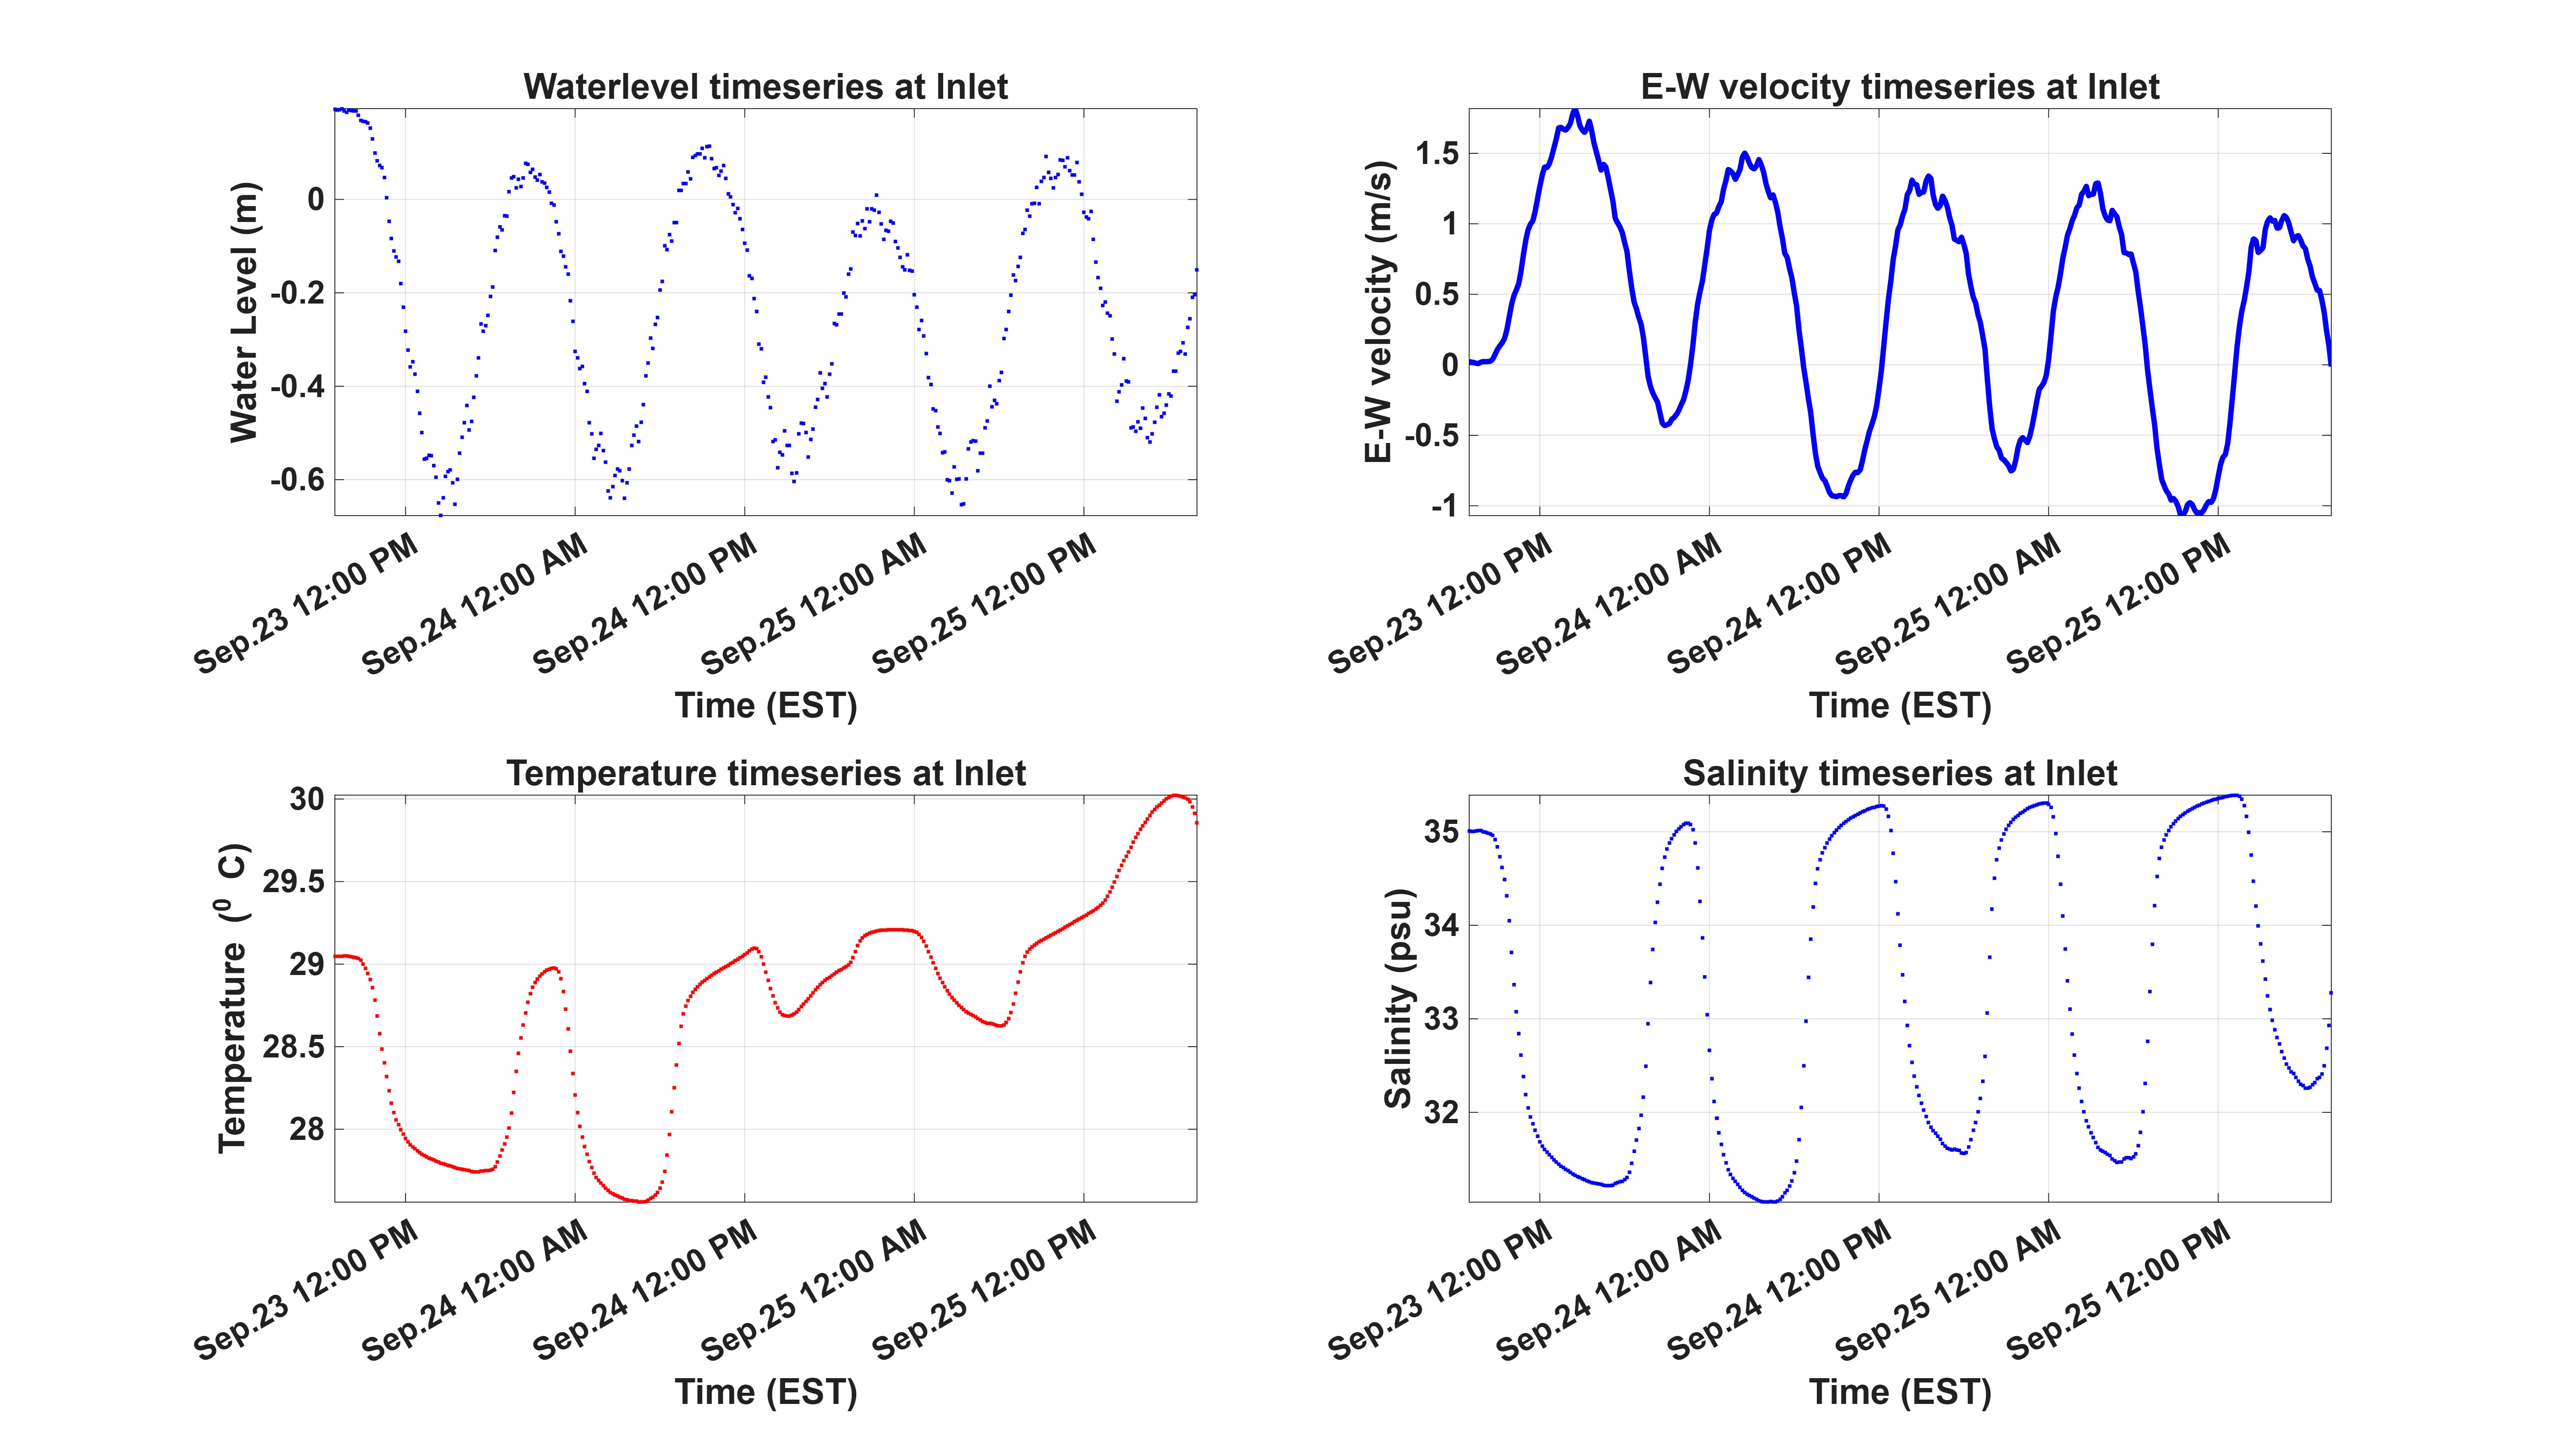 Waterlevel timeseries at Inlet
Water Level (m)
0
-0.2
-0.4
-0.6
Sep.23 12:00 PM
Sep.24 12:00 AM
Sep.24 12:00 PM
Sep.25 12:00 AM
Sep.25 12:00 PM
Time (EST)
E-W velocity timeseries at Inlet
E-W velocity (m/s)
1.5
1
0.5
0
-0.5
-1
Sep.23 12:00 PM
Sep.24 12:00 AM
Sep.24 12:00 PM
Sep.25 12:00 AM
Sep.25 12:00 PM
Time (EST)
Temperature timeseries at Inlet
Temperature (⁰ C)
30
29.5
29
28.5
28
Sep.23 12:00 PM
Sep.24 12:00 AM
Sep.24 12:00 PM
Sep.25 12:00 AM
Sep.25 12:00 PM
Time (EST)
Salinity timeseries at Inlet
Salinity (psu)
35
34
33
32
Sep.23 12:00 PM
Sep.24 12:00 AM
Sep.24 12:00 PM
Sep.25 12:00 AM
Sep.25 12:00 PM
Time (EST)